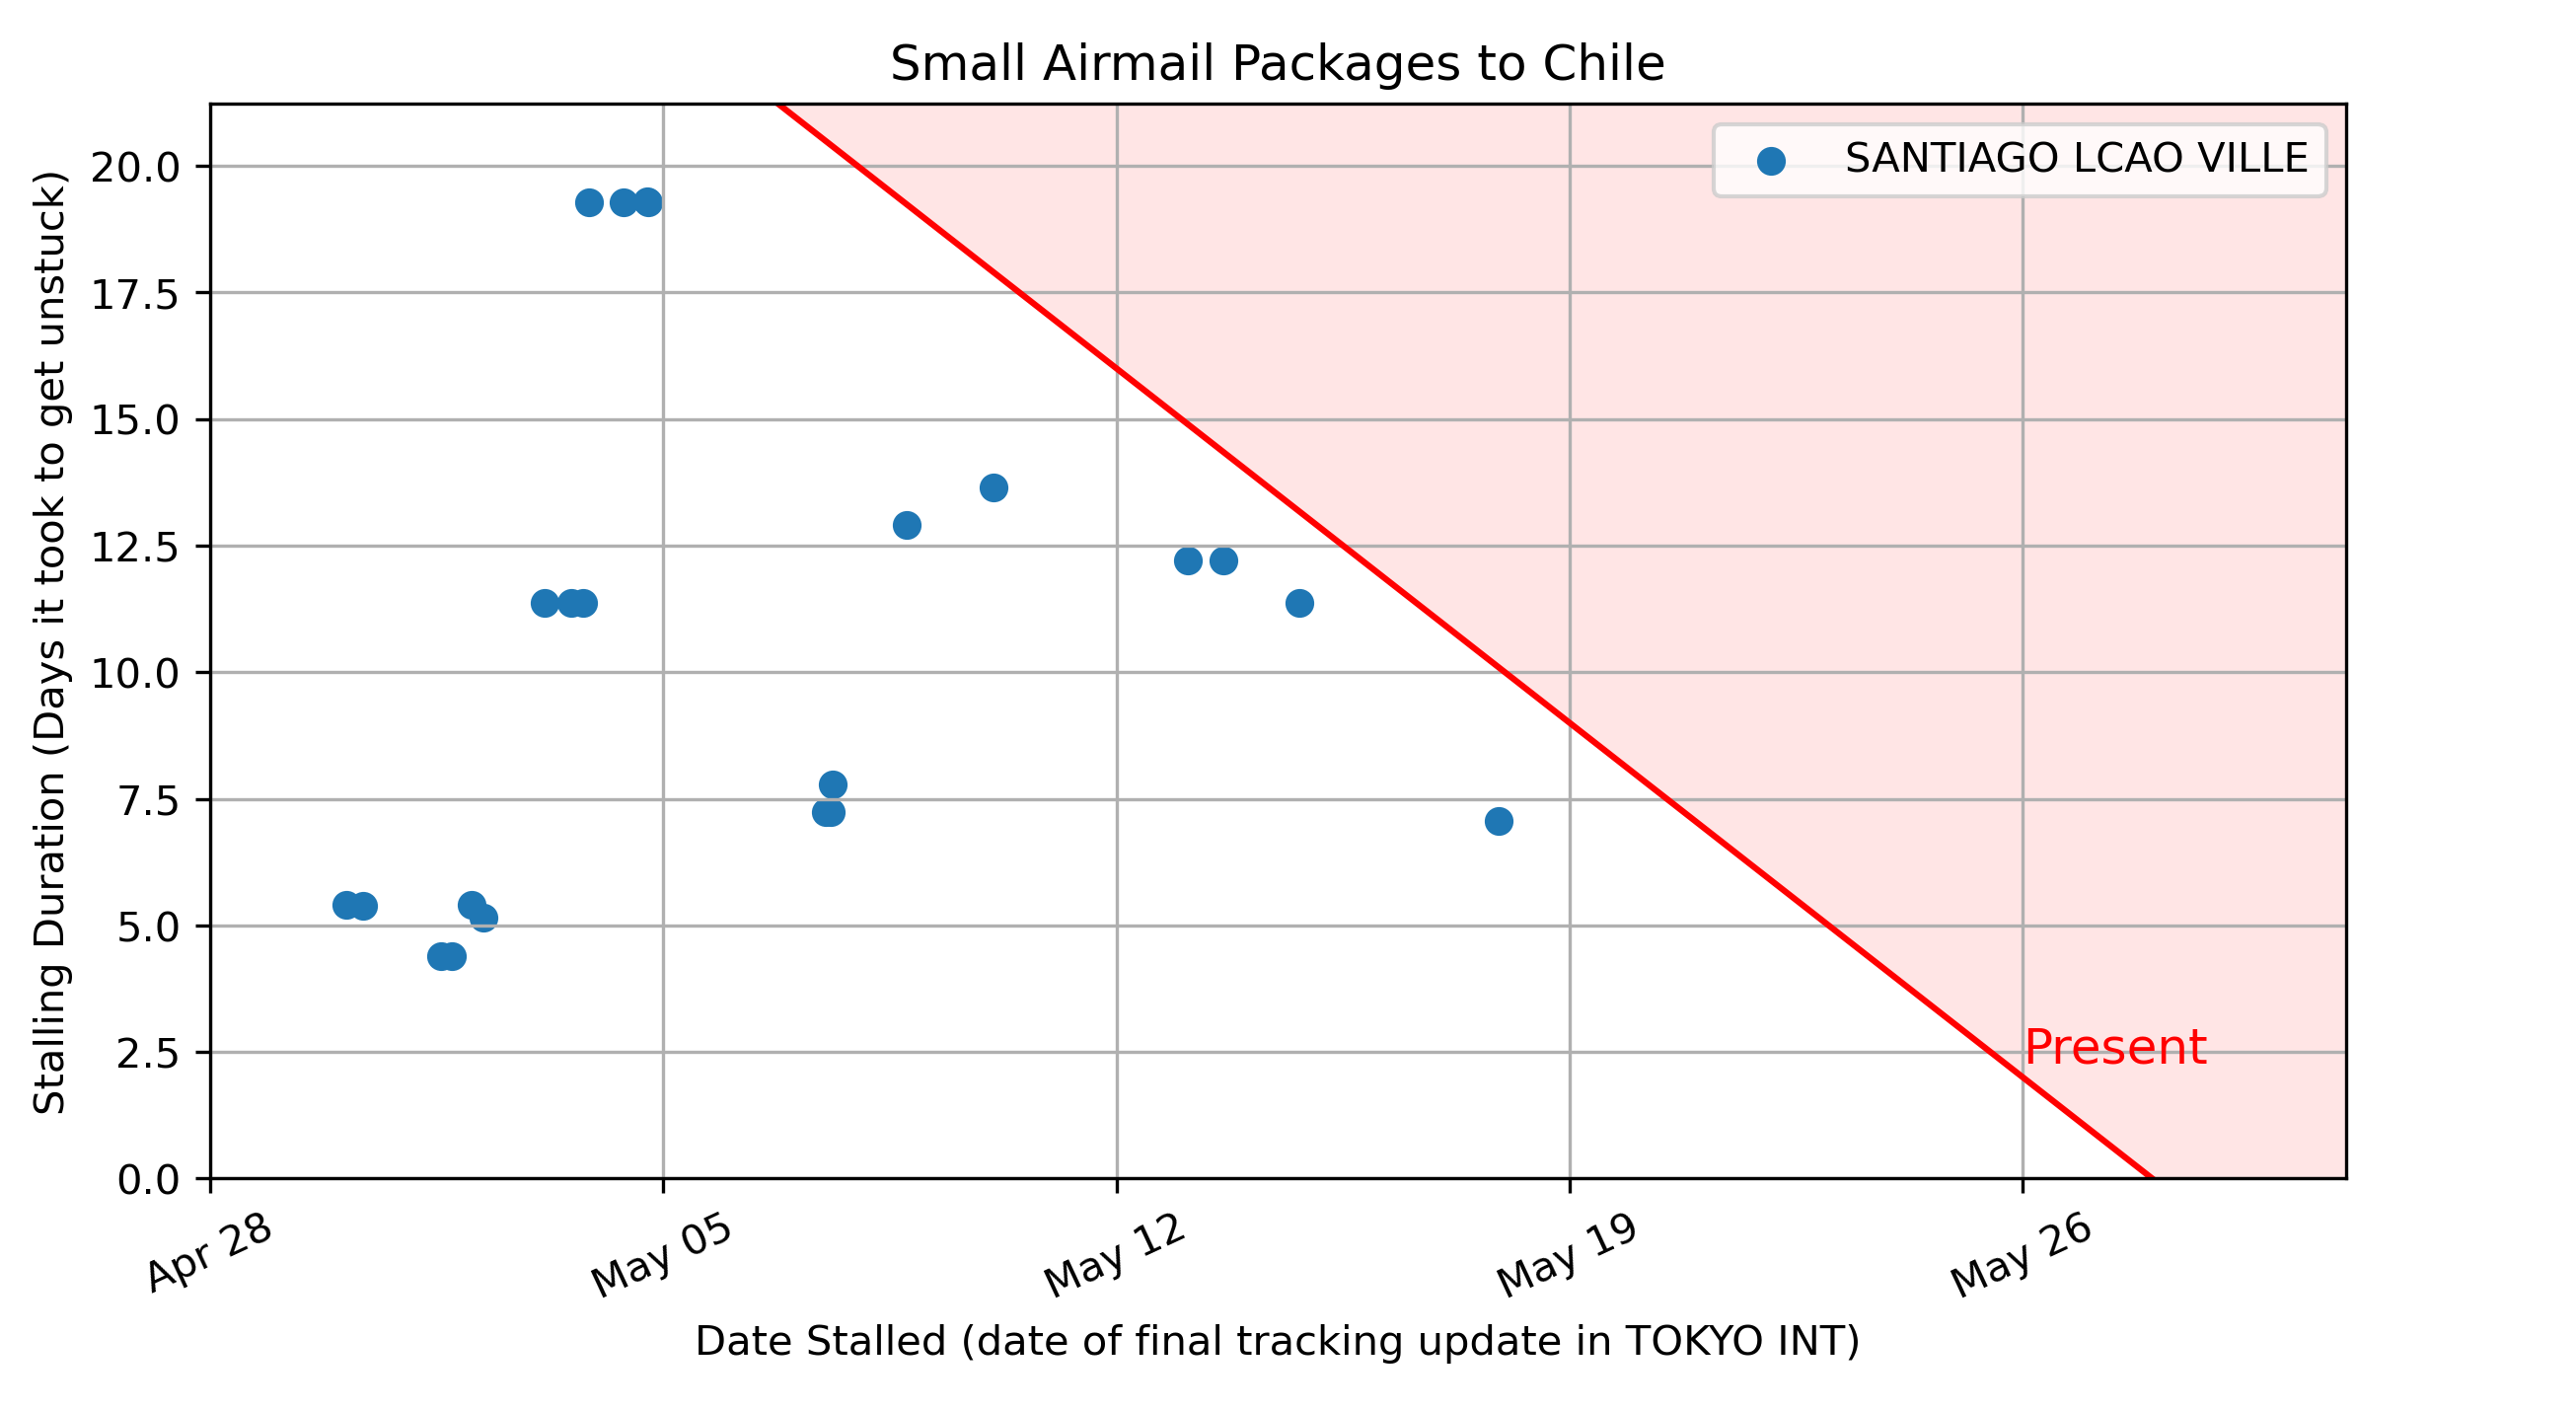 Small Airmail Packages to Chile
SANTIAGO LCAO VILLE
Stalling Duration (Days it took to get unstuck)
20.0
17.5
15.0
12.5
10.0
7.5
5.0
2.5
0.0
Present
Apr 28
May 05
May 12
May 19
May 26
Date Stalled (date of final tracking update in TOKYO INT)